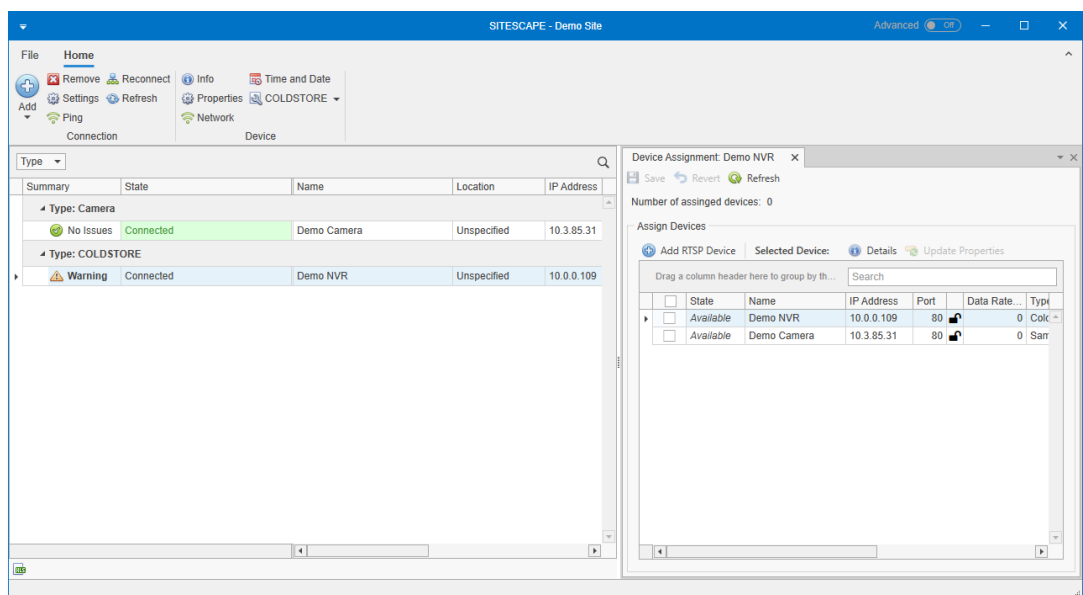 SITESCAPE - Demo Site
Advanced Off
File Home
Add
Remove Reconnect
Settings Refresh
Ping
Connection
Info Time and Date
Properties COLDSTORE
Network
Device
Type
Summary State Name Location IP Address
Type: Camera
No Issues Connected Demo Camera Unspecified 10.3.85.31
Type: COLDSTORE
Warning Connected Demo NVR Unspecified 10.0.0.109
Device Assignment: Demo NVR
Save Revert Refresh
Number of assinged devices: 0
Assign Devices
Add RTSP Device Selected Device: Details Update Properties
Drag a column header here to group by th... Search
State Name IP Address Port Data Rate... Type
Available Demo NVR 10.0.0.109 80 0 Colc
Available Demo Camera 10.3.85.31 80 0 Sam